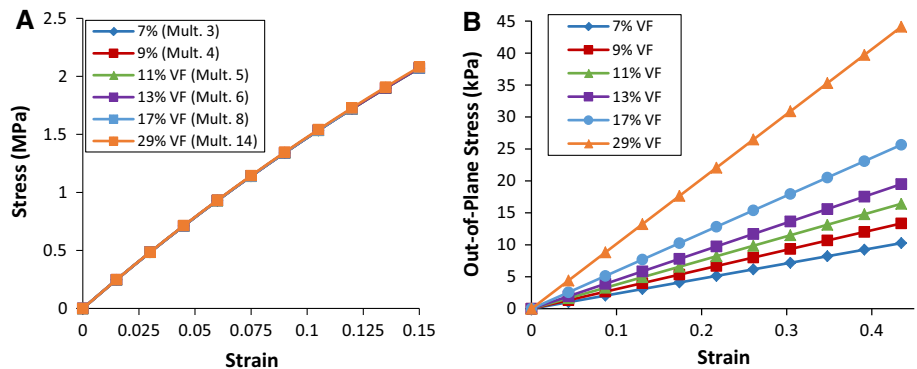 A
Stress (MPa)
2.5
2
1.5
1
0.5
0
7% (Mult. 3)
9% (Mult. 4)
11% VF (Mult. 5)
13% VF (Mult. 6)
17% VF (Mult. 8)
29% VF (Mult. 14)
0 0.025 0.05 0.075 0.1 0.125 0.15
Strain
B
Out-of-Plane Stress (kPa)
45
40
35
30
25
20
15
10
5
0
7% VF
9% VF
11% VF
13% VF
17% VF
29% VF
0 0.1 0.2 0.3 0.4
Strain